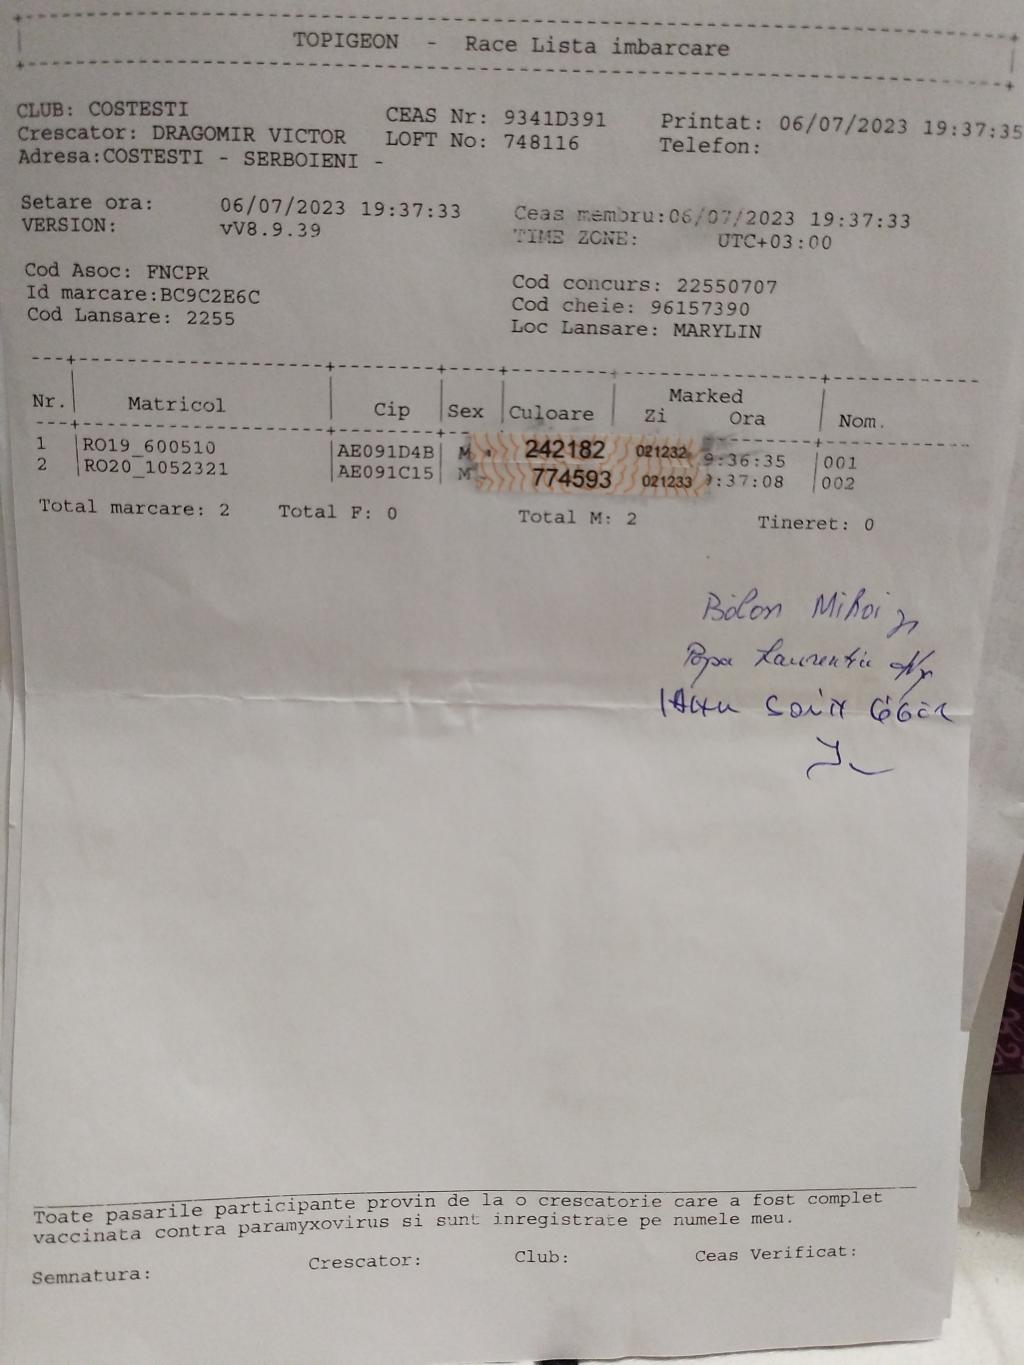 TOPIGEON - Race Lista imbarcare
CLUB: COSTESTI CEAS Nr: 9341D391 Printat: 06/07/2023 19:37:35
Crescator: DRAGOMIR VICTOR LOFT No: 748116 Telefon:
Adresa:COSTESTI - SERBOIENI -
Setare ora: 06/07/2023 19:37:33 Ceas membru:06/07/2023 19:37:33
VERSION: vV8.9.39 TIME ZONE: UTC+03:00
Cod Asoc: FNCPR Cod concurs: 22550707
Id marcare:BC9C2E6C Cod cheie: 96157390
Cod Lansare: 2255 Loc Lansare: MARYLIN
Marked
Nr. Matricol Cip Sex Culoare Zi Ora Nom.
1 RO19_600510 AE091D4B M 242182 021232 9:36:35 001
2 RO20_1052321 AE091C15 M 774593 021233 :37:08 002
Total marcare: 2 Total F: 0 Total M: 2 Tineret: 0
Mihai
Popa Laurentiu
Toate pasarile participante provin de la o crescatorie care a fost complet
vaccinata contra paramyxovirus si sunt inregistrate pe numele meu.
Semnatura: Crescator: Club: Ceas Verificat: